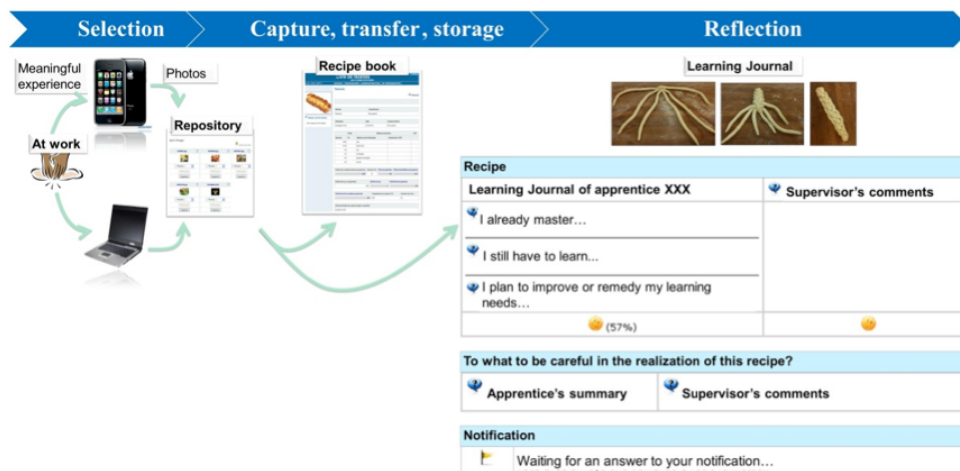 Selection
Capture, transfer, storage
Reflection
Meaningful
experience
Photos
At work
Repository
Recipe book
Learning Journal
Recipe
Learning Journal of apprentice XXX
Supervisor's comments
I already master…
I still have to learn...
I plan to improve or remedy my learning
needs…
(57%)
To what to be careful in the realization of this recipe?
Apprentice's summary
Supervisor's comments
Notification
Waiting for an answer to your notification…